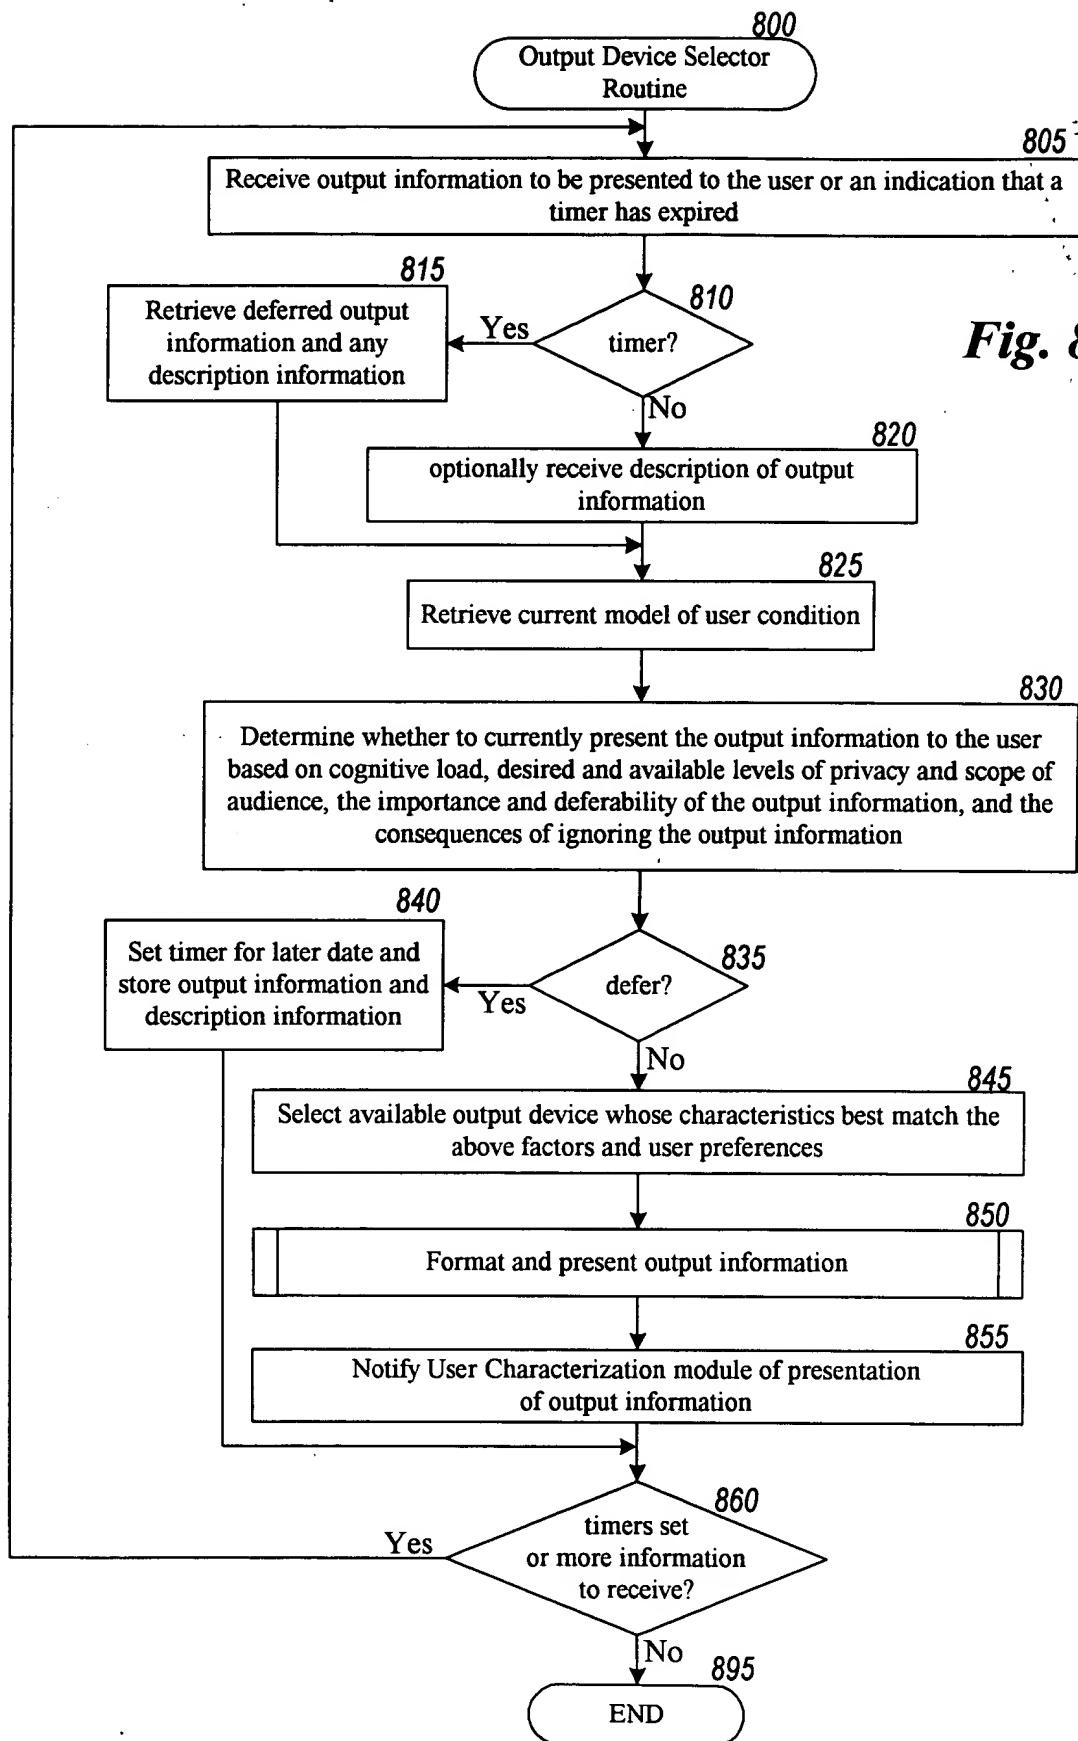 800
Output Device Selector
Routine
805
Receive output information to be presented to the user or an indication that a
timer has expired
815
Retrieve deferred output
information and any
description information
Yes
810
timer?
Fig. 8
No
820
optionally receive description of output
information
825
Retrieve current model of user condition
830
Determine whether to currently present the output information to the user
based on cognitive load, desired and available levels of privacy and scope of
audience, the importance and deferability of the output information, and the
consequences of ignoring the output information
840
Set timer for later date and
store output information and
description information
Yes
835
defer?
No
845
Select available output device whose characteristics best match the
above factors and user preferences
850
Format and present output information
855
Notify User Characterization module of presentation
of output information
860
timers set
or more information
to receive?
Yes
No
895
END